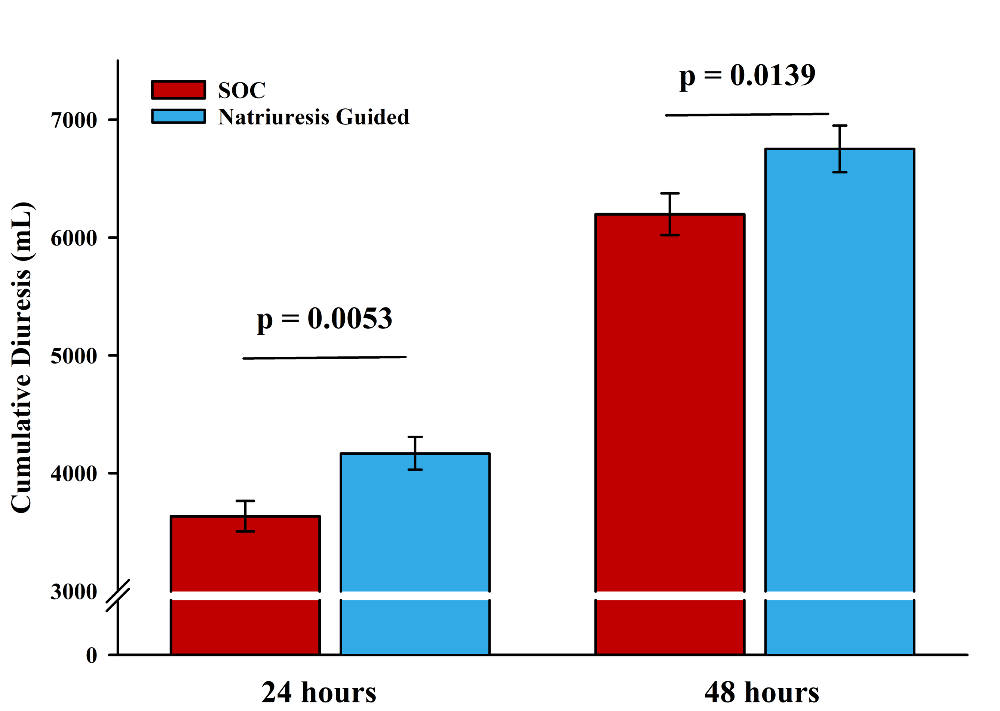 SOC
Natriuresis Guided
p = 0.0139
p = 0.0053
Cumulative Diuresis (mL)
7000
6000
5000
4000
3000
0
24 hours
48 hours